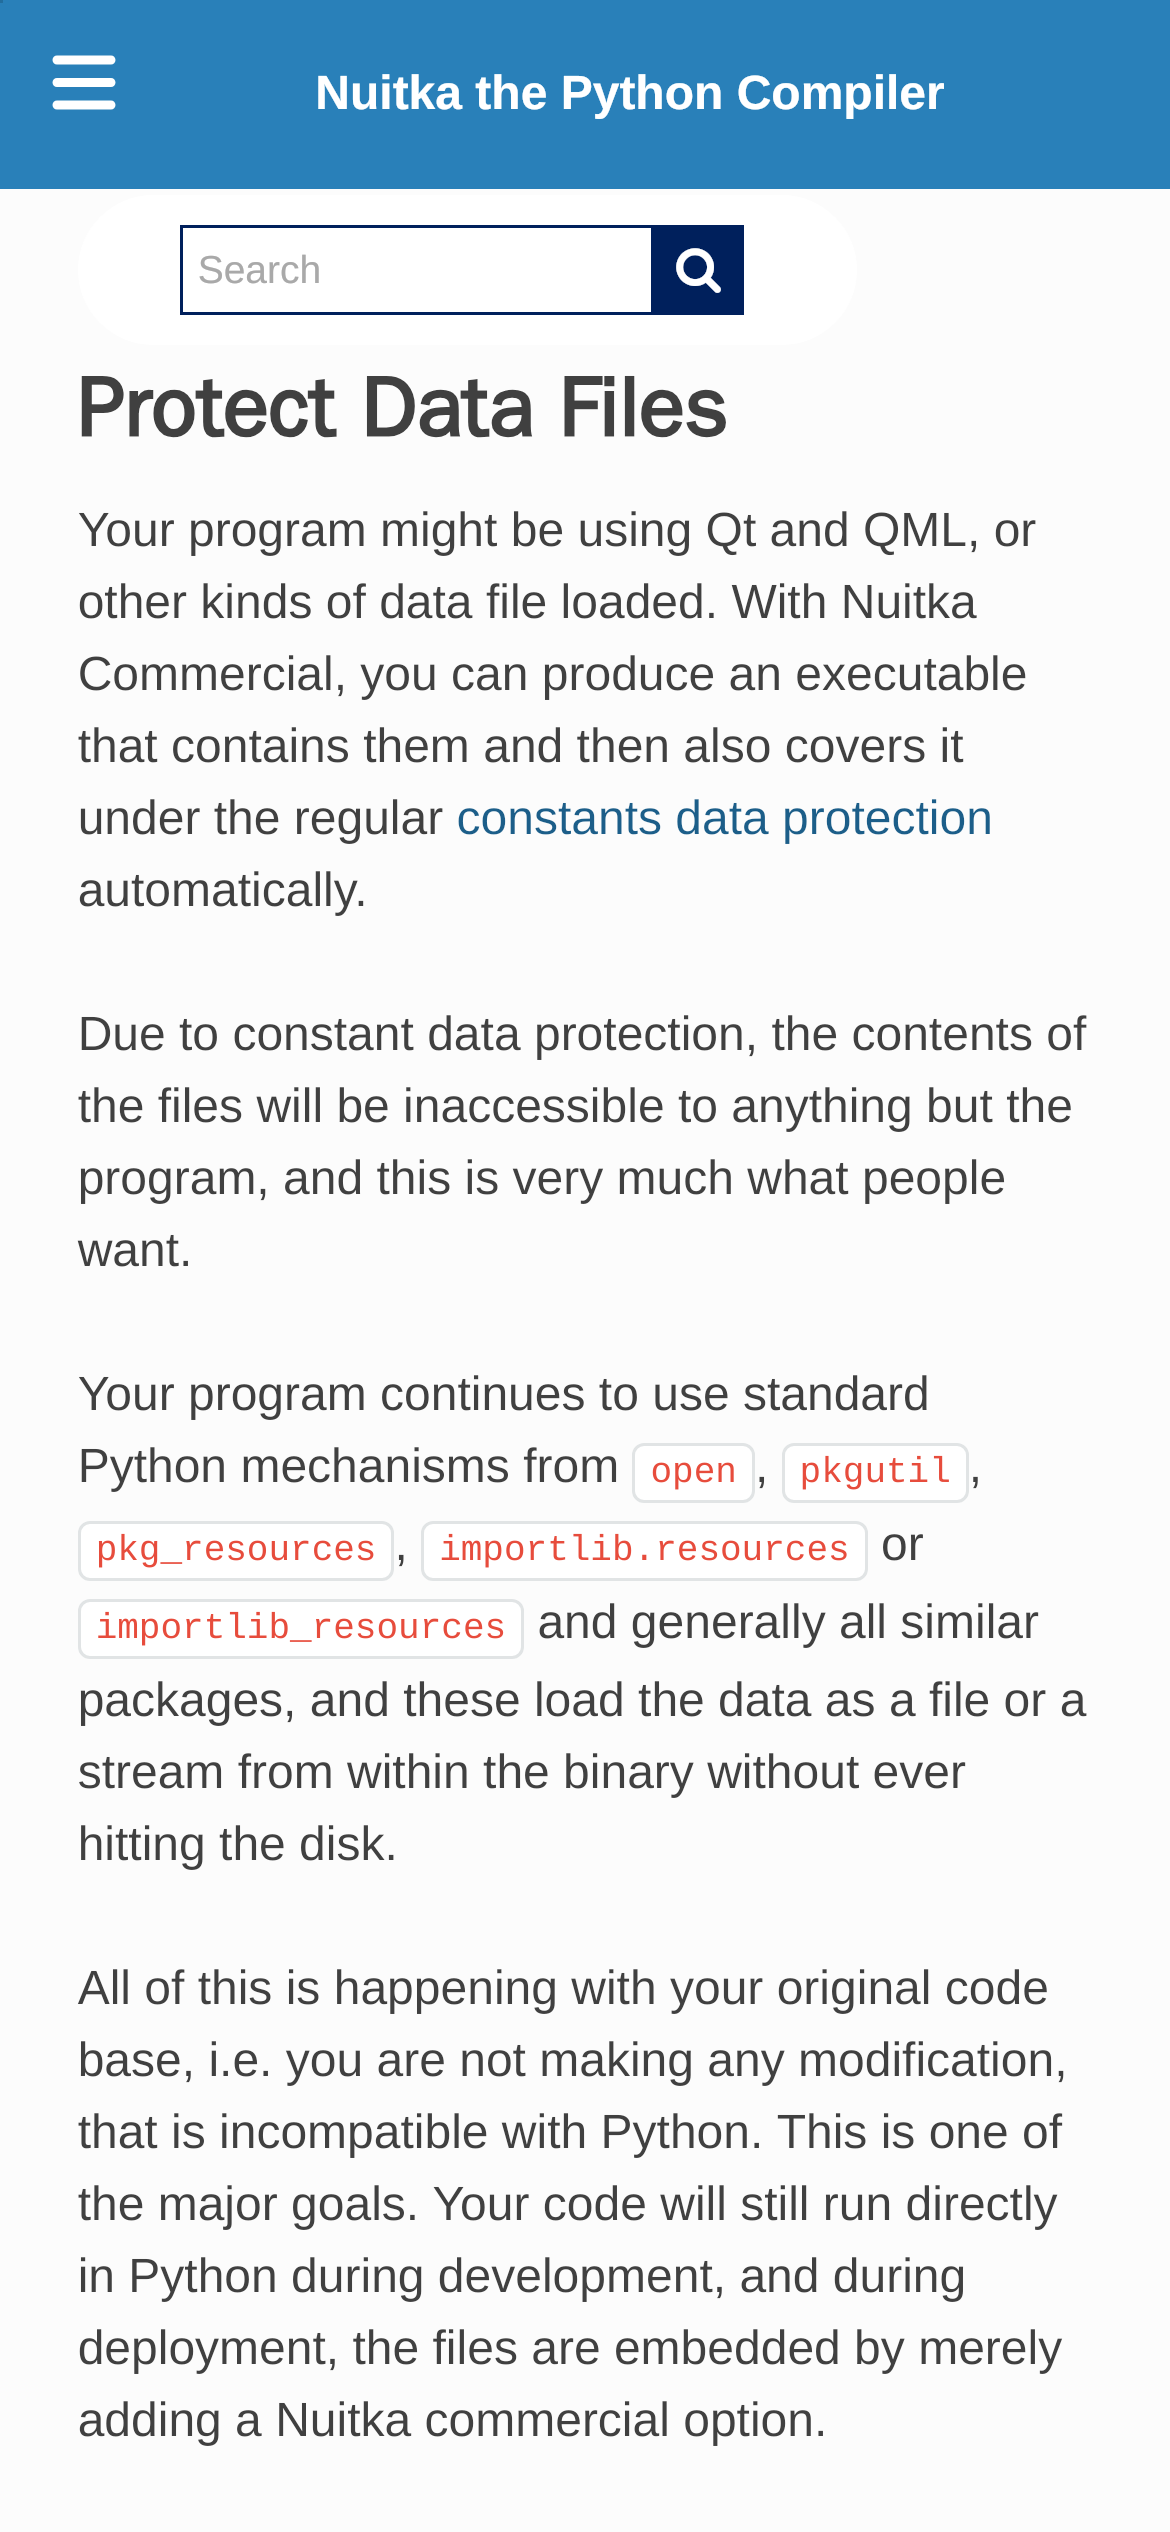 Nuitka the Python Compiler
Search
Protect Data Files
Your program might be using Qt and QML, or
other kinds of data file loaded. With Nuitka
Commercial, you can produce an executable
that contains them and then also covers it
under the regular constants data protection
automatically.
Due to constant data protection, the contents of
the files will be inaccessible to anything but the
program, and this is very much what people
want.
Your program continues to use standard
Python mechanisms from open, pkgutil,
pkg_resources, importlib.resources or
importlib_resources and generally all similar
packages, and these load the data as a file or a
stream from within the binary without ever
hitting the disk.
All of this is happening with your original code
base, i.e. you are not making any modification,
that is incompatible with Python. This is one of
the major goals. Your code will still run directly
in Python during development, and during
deployment, the files are embedded by merely
adding a Nuitka commercial option.